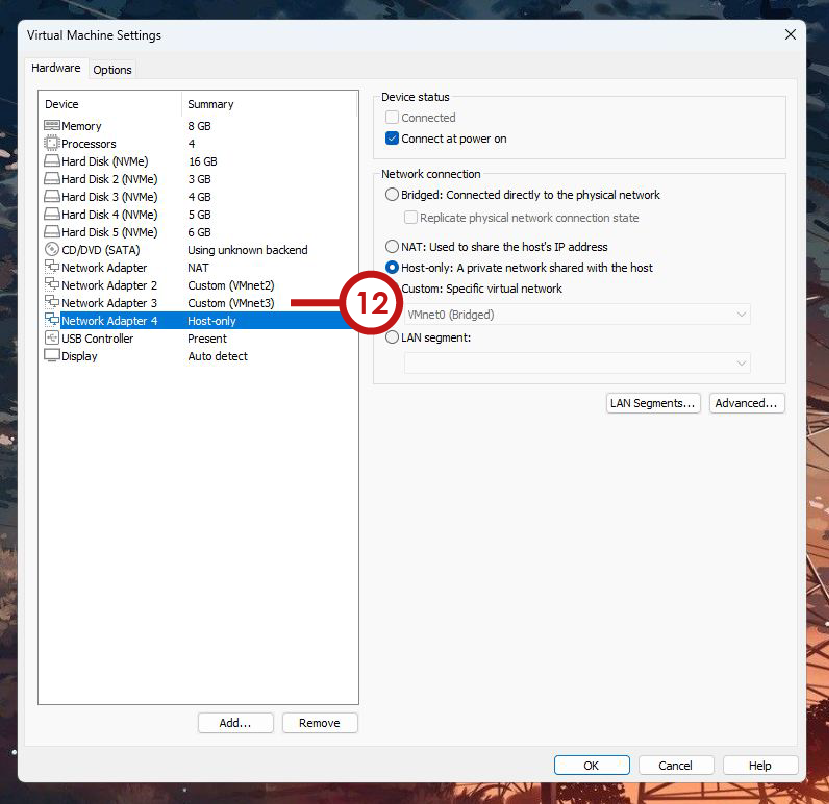 Virtual Machine Settings
Hardware Options
Device Summary
Memory 8 GB
Processors 4
Hard Disk (NVMe) 16 GB
Hard Disk 2 (NVMe) 3 GB
Hard Disk 3 (NVMe) 4 GB
Hard Disk 4 (NVMe) 5 GB
Hard Disk 5 (NVMe) 6 GB
CD/DVD (SATA) Using unknown backend
Network Adapter NAT
Network Adapter 2 Custom (VMnet2)
Network Adapter 3 Custom (VMnet3)
Network Adapter 4 Host-only
USB Controller Present
Display Auto detect
12
Add... Remove
Device status
Connected
Connect at power on
Network connection
Bridged: Connected directly to the physical network
Replicate physical network connection state
NAT: Used to share the host's IP address
Host-only: A private network shared with the host
Custom: Specific virtual network
VMnet0 (Bridged)
LAN segment:
LAN Segments... Advanced...
OK Cancel Help